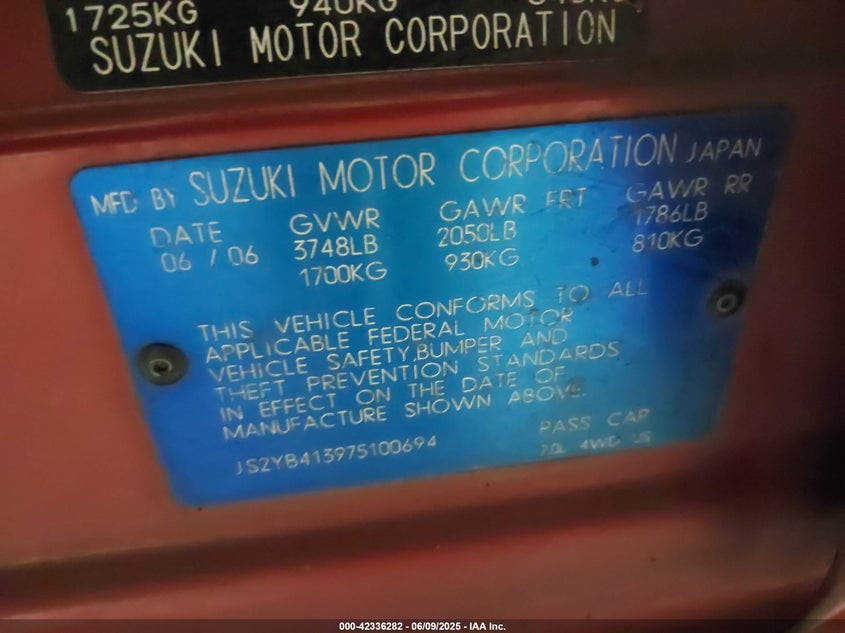 1725KG 940KG
SUZUKI MOTOR CORPORATION
MFD BY SUZUKI MOTOR CORPORATION JAPAN
DATE GVWR GAWR FRT GAWR RR
06 / 06 3748LB 2050LB 1786LB
1700KG 930KG 810KG
THIS VEHICLE CONFORMS TO ALL
APPLICABLE FEDERAL MOTOR
VEHICLE SAFETY,BUMPER AND
THEFT PREVENTION STANDARDS
IN EFFECT ON THE DATE OF
MANUFACTURE SHOWN ABOVE.
JS2YB413975100694
PASS CAR
4WD US
000-42336282 - 06/09/2025 - IAA Inc.